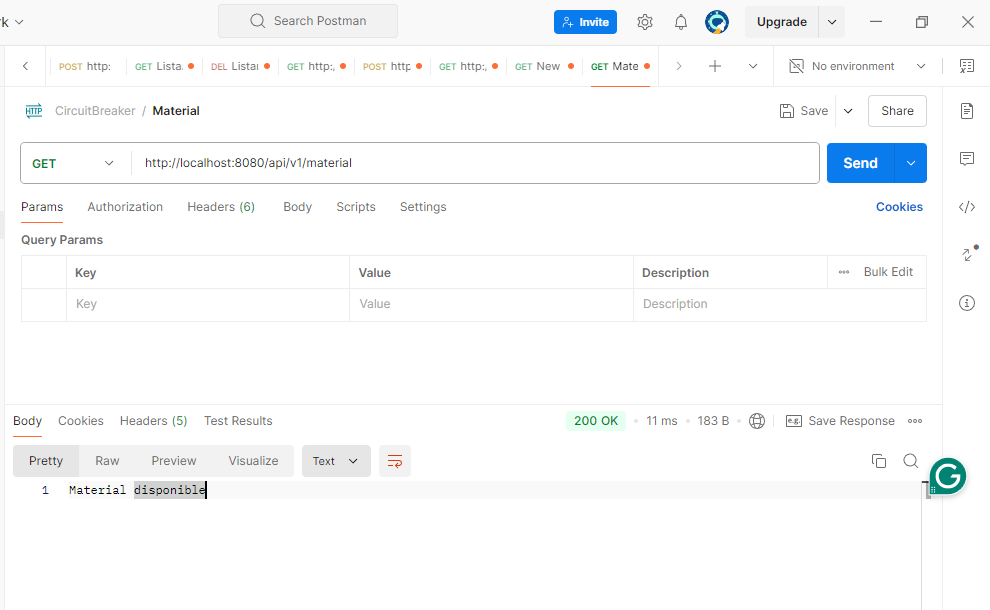 rk
Search Postman
Invite
Upgrade
POST http:
GET Lista
DEL Listar
GET http:,
POST http
GET http:,
GET New
GET Mate
No environment
HTTP
CircuitBreaker / Material
Save
Share
GET
http://localhost:8080/api/v1/material
Send
Params
Authorization
Headers (6)
Body
Scripts
Settings
Cookies
Query Params
Key
Value
Description
Bulk Edit
Key
Value
Description
Body
Cookies
Headers (5)
Test Results
200 OK
11 ms
183 B
e.g.
Save Response
Pretty
Raw
Preview
Visualize
Text
1 Material disponible